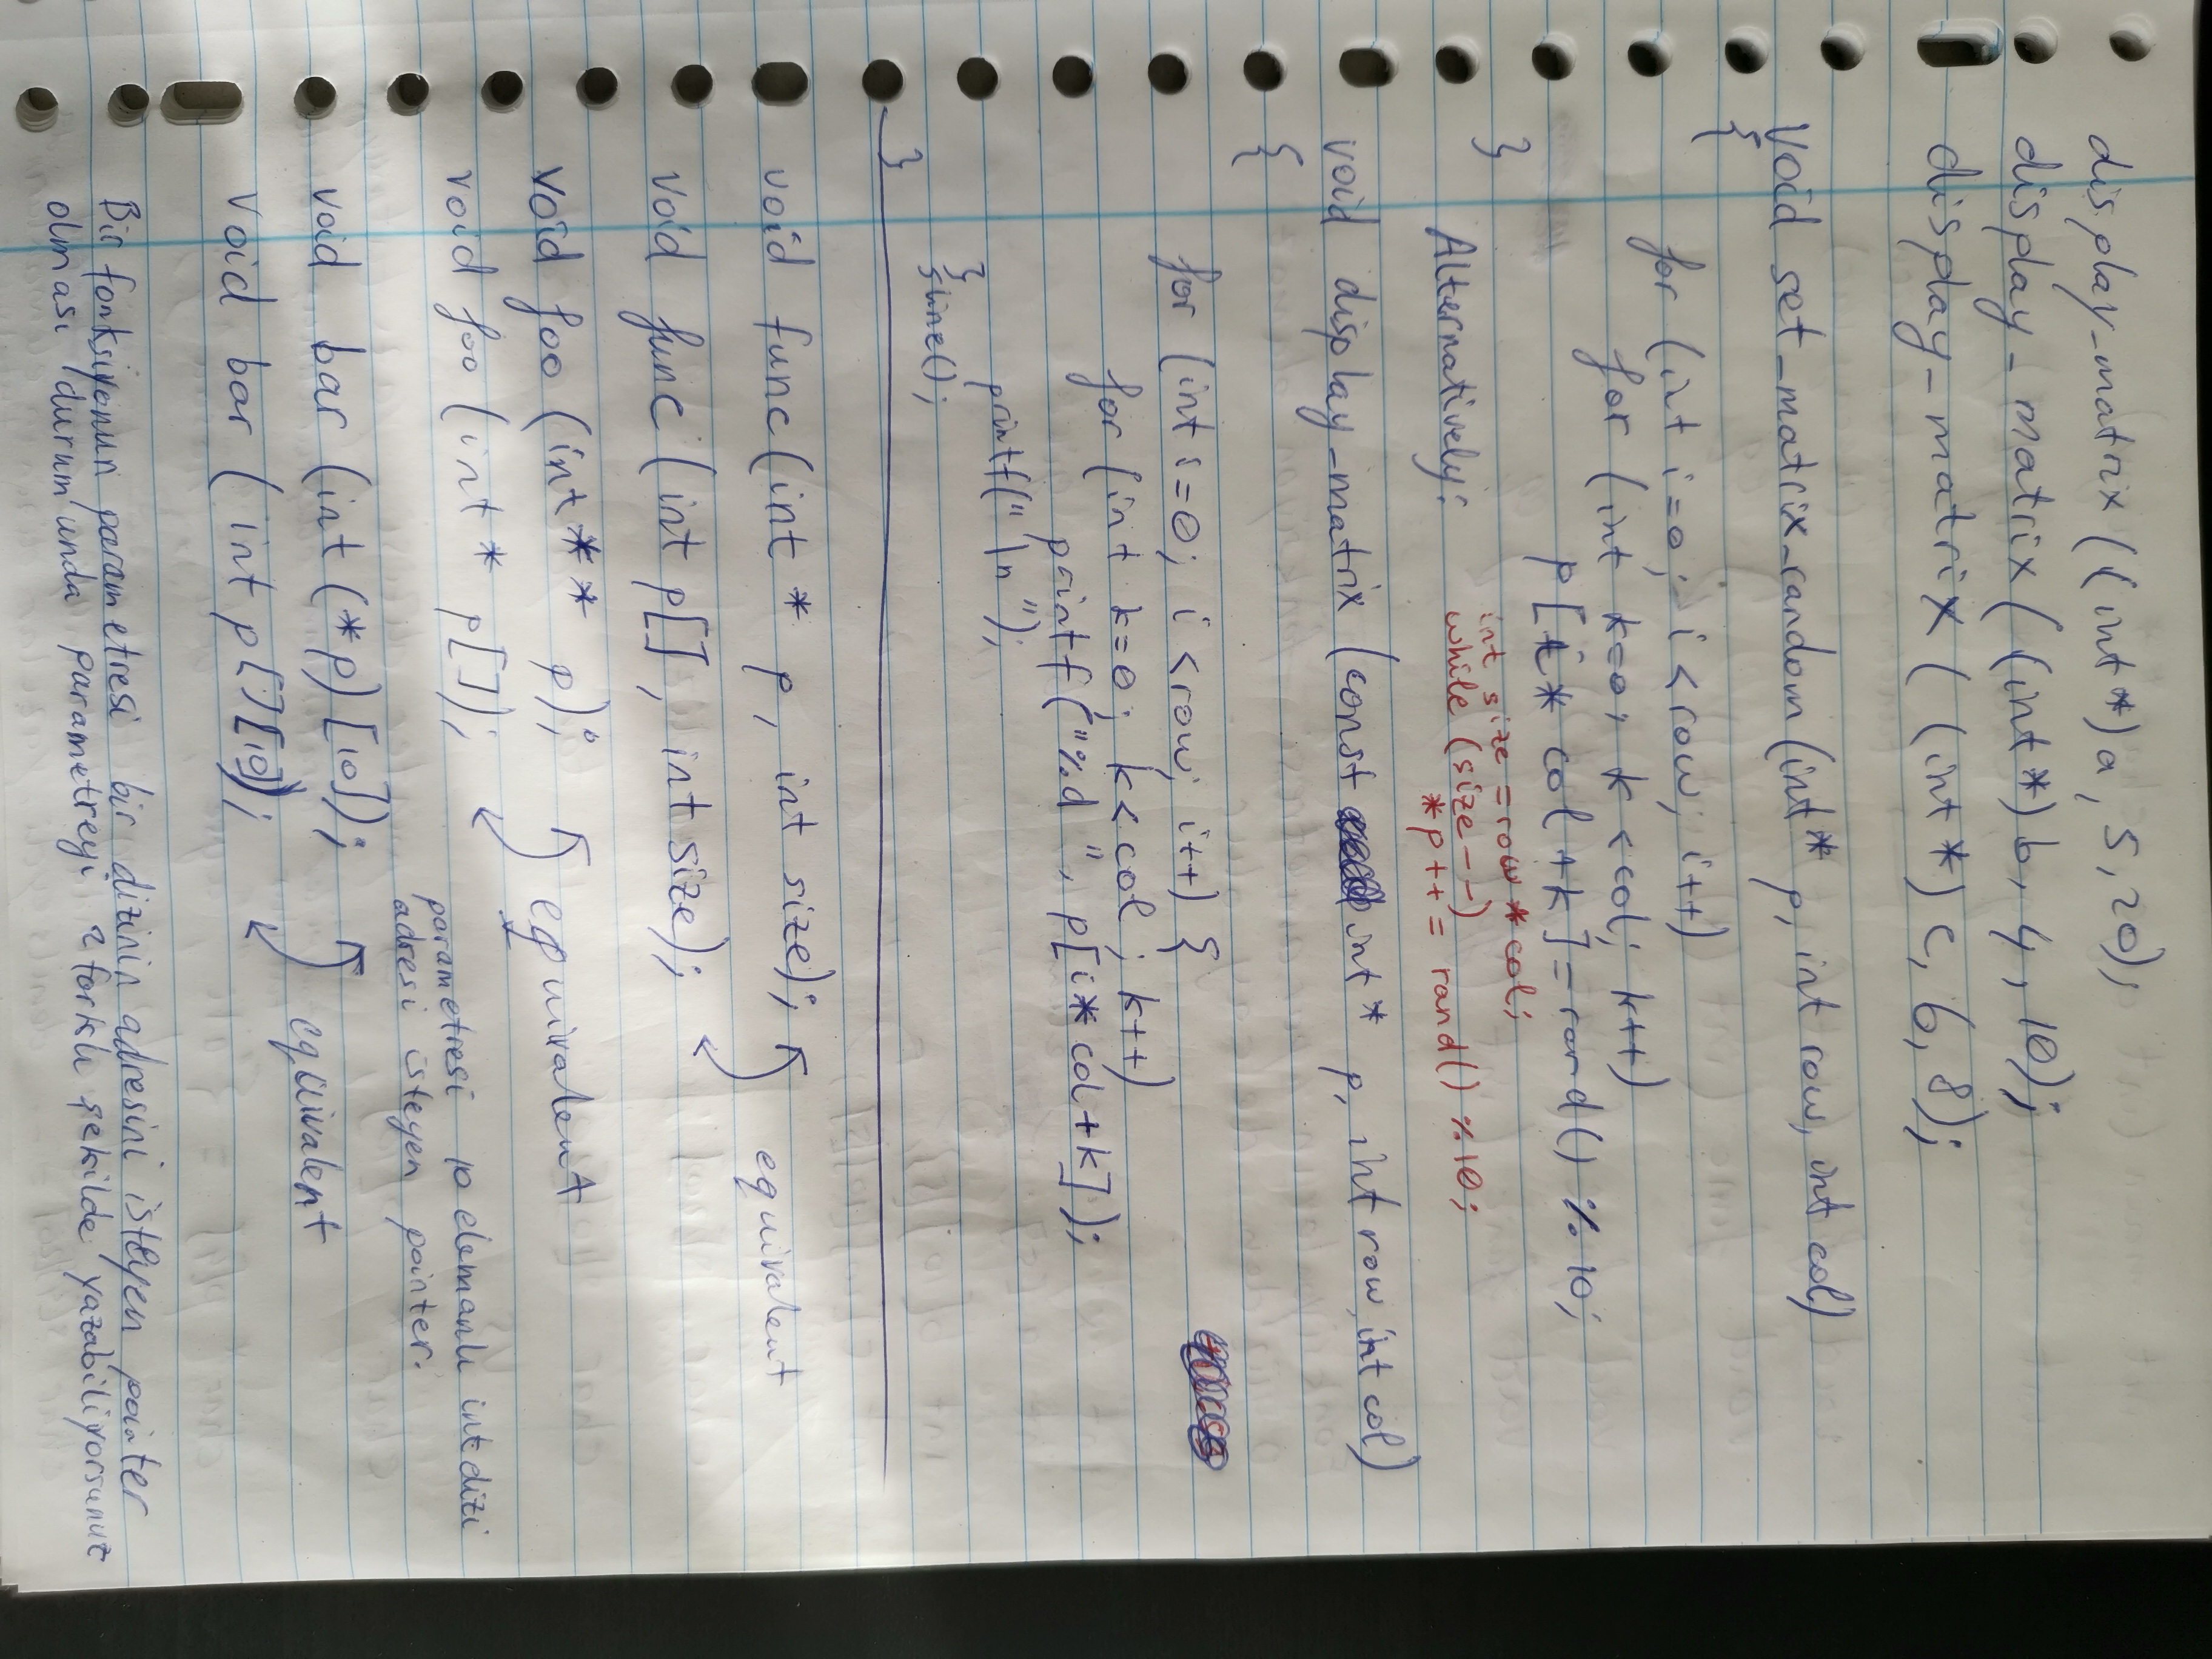 display_matrix ((int*)a, 5, 20);
display_matrix ((int*)b, 4, 10);
display_matrix ((int*)c, 6, 8);
void set_matrix_random (int* p, int row, int col)
{
for (int i=0; i<row; i++)
for (int k=0; k<col; k++)
p[i* col +k]=rand() % 10;
}
int size =row*col;
Alternatively: while (size--)
*p++= rand() %10;
void display_matrix (const int* p, int row, int col)
{
for (int i=0; i<row; i++) {
for (int k=0; k<col; k++)
printf("%d ", p[i*col+k]);
printf("\n");
}
sline();
}
void func(int * p, int size);
equivalent
void func (int p[], int size);
void foo (int** p);
equivalent
void foo (int* p[]);
parametresi 10 elemanlı int dizi
adresi isteyen pointer.
void bar (int (*p) [10]);
equivalent
void bar (int p[][10]);
Bir fonksiyonun parametresi bir dizinin adresini isteyen pointer
olması durumunda parametreyi 2 farklı şekilde yazabiliyorsunuz